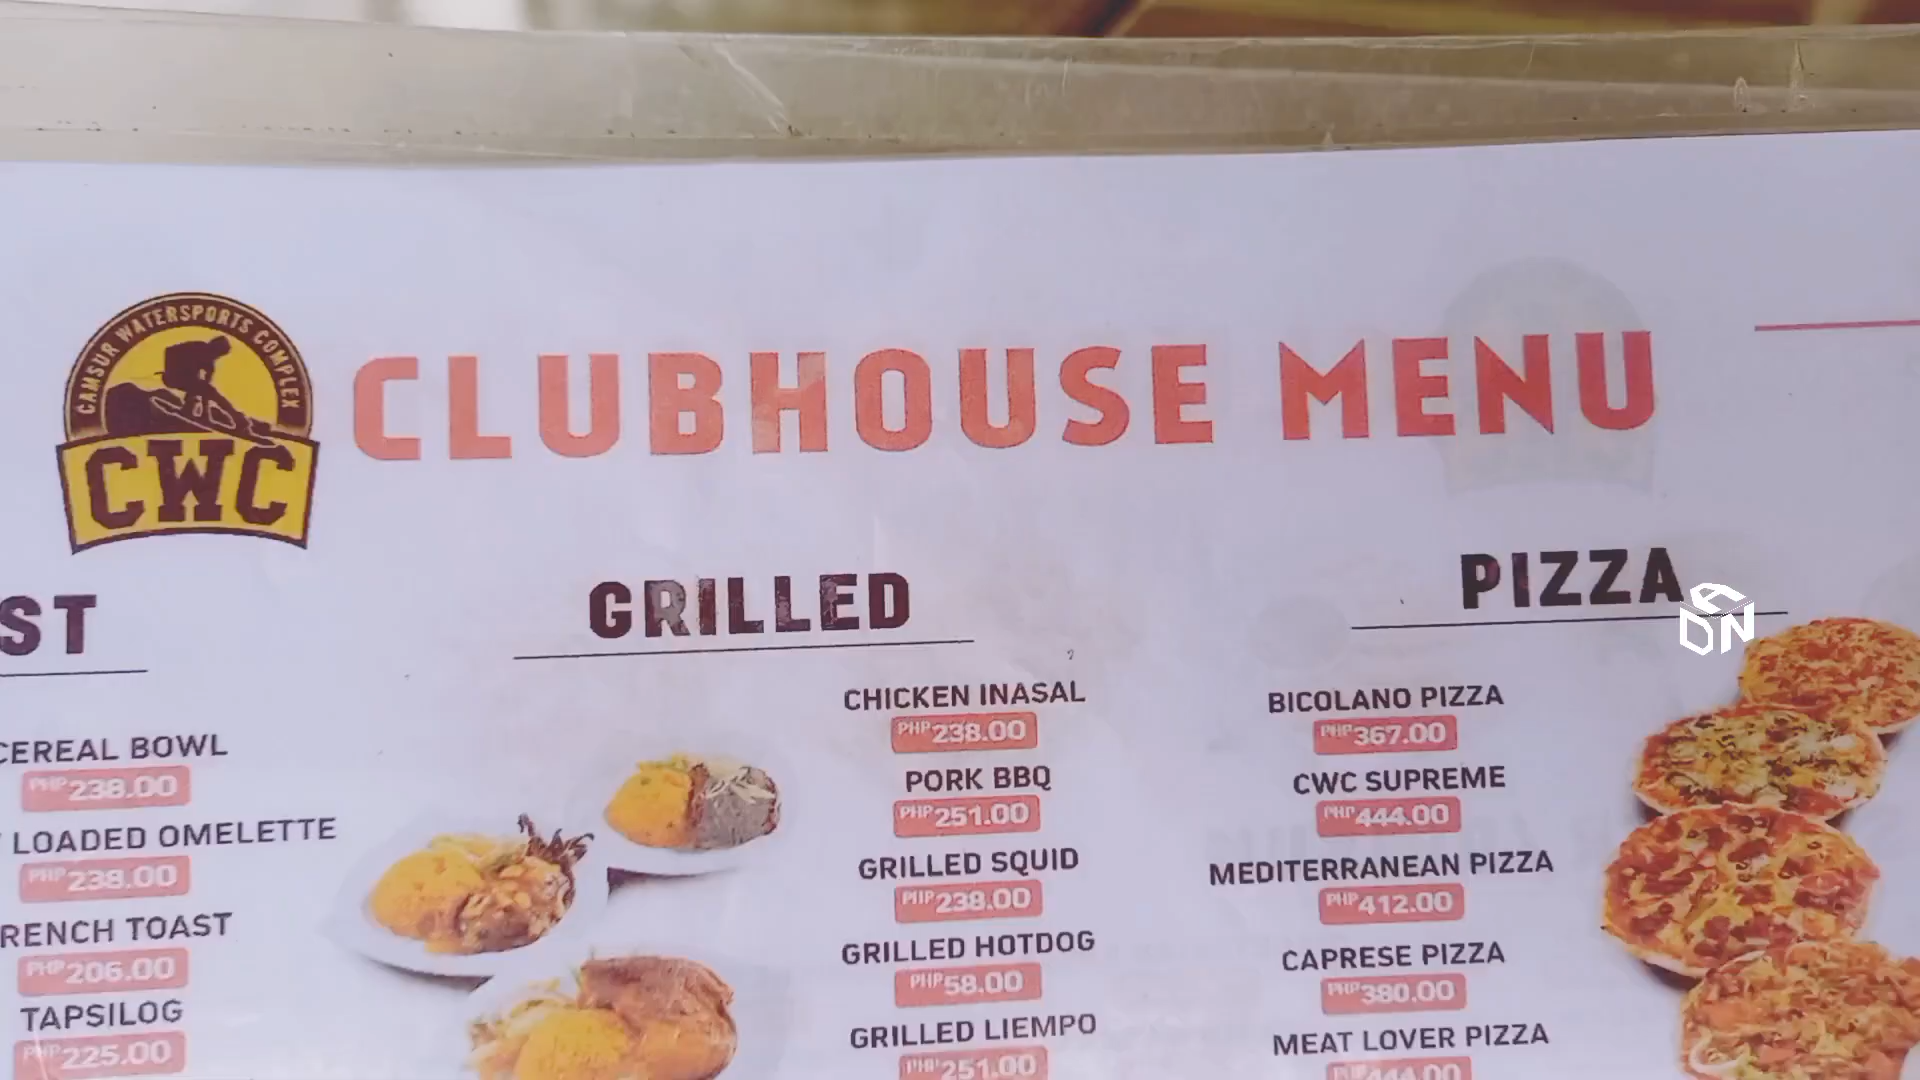 CAMSUR WATERSPORTS COMPLEX
CWC
CLUBHOUSE MENU
ST
CEREAL BOWL
PHP238.00
LOADED OMELETTE
PHP238.00
RENCH TOAST
PHP206.00
TAPSILOG
PHP225.00
GRILLED
CHICKEN INASAL
PHP238.00
PORK BBQ
PHP251.00
GRILLED SQUID
PHP238.00
GRILLED HOTDOG
PHP58.00
GRILLED LIEMPO
PHP251.00
PIZZA
BICOLANO PIZZA
PHP367.00
CWC SUPREME
PHP444.00
MEDITERRANEAN PIZZA
PHP412.00
CAPRESE PIZZA
PHP380.00
MEAT LOVER PIZZA
PHP444.00